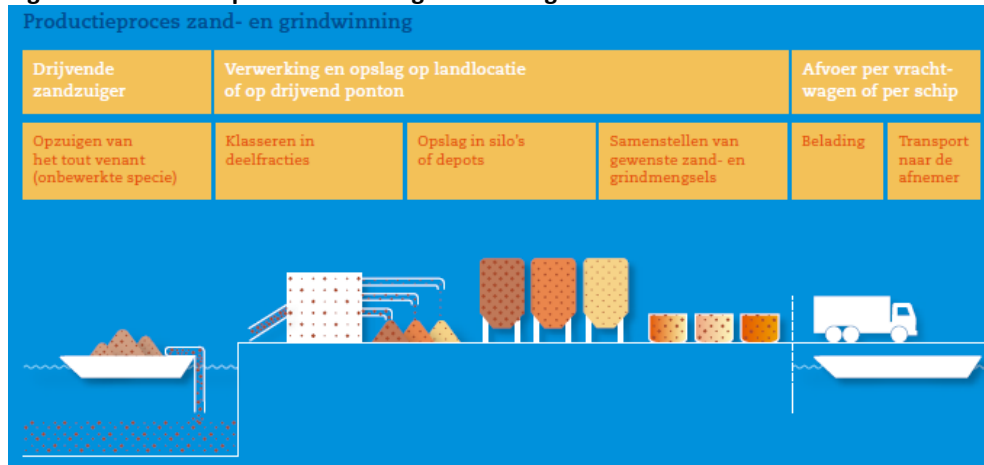 Productieproces zand- en grindwinning
Drijvende
zandzuiger
Verwerking en opslag op landlocatie
of op drijvend ponton
Afvoer per vracht-
wagen of per schip
Opzuigen van
het tout venant
(onbewerkte specie)
Klasseren in
deelfracties
Opslag in silo's
of depots
Samenstellen van
gewenste zand- en
grindmengsels
Belading
Transport
naar de
afnemer